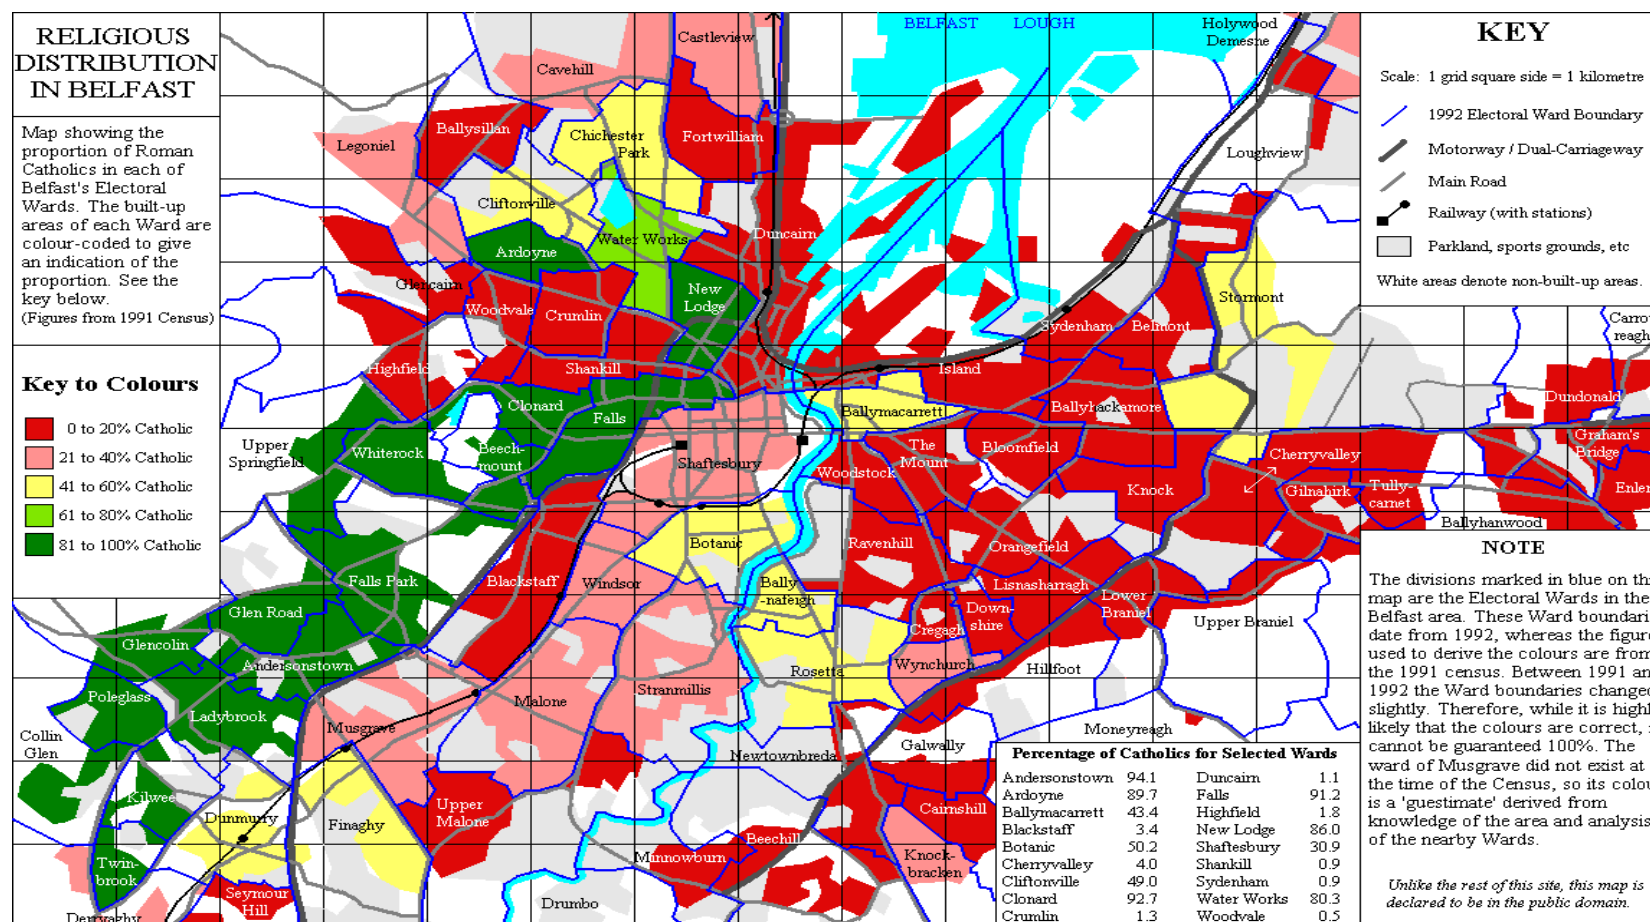 RELIGIOUS
DISTRIBUTION
IN BELFAST
Map showing the
proportion of Roman
Catholics in each of
Belfast's Electoral
Wards. The built-up
areas of each Ward are
colour-coded to give
an indication of the
proportion. See the
key below.
(Figures from 1991 Census)
Key to Colours
0 to 20% Catholic
21 to 40% Catholic
41 to 60% Catholic
61 to 80% Catholic
81 to 100% Catholic
BELFAST LOUGH
Castleview
Cavehill
Holywood
Demesne
Ballysillan
Legoniel
Chichester
Park
Fortwilliam
Loughview
Cliftonville
Water Works
Duncairn
Ardoyne
Glencairn
New
Lodge
Woodvale
Crumlin
Stormont
Sydenham
Belmont
Highfield
Shankill
Island
Clonard
Falls
Ballymacarrett
Ballyhackamore
Dundonald
Upper
Springfield
Whiterock
Beech-
mount
Shaftesbury
Woodstock
The
Mount
Bloomfield
Cherryvalley
Graham's
Bridge
Knock
Gilnahirk
Tully-
carnet
Enler
Ballyhanwood
Botanic
Ravenhill
Orangefield
Falls Park
Blackstaff
Windsor
Bally
-nafeigh
Lisnasharragh
Lower
Braniel
Glen Road
Down-
shire
Cregagh
Upper Braniel
Glencolin
Andersonstown
Rosetta
Wynchurch
Hillfoot
Poleglass
Ladybrook
Malone
Stranmillis
Musgrave
Collin
Glen
Newtownbreda
Galwally
Moneyreagh
Kilwee
Dunmurry
Finaghy
Upper
Malone
Cairnshill
Beechill
Minnowburn
Knock-
bracken
Twin-
brook
Seymour
Hill
Drumbo
Derryaghy
Carro
reagh
KEY
Scale: 1 grid square side = 1 kilometre
1992 Electoral Ward Boundary
Motorway / Dual-Carriageway
Main Road
Railway (with stations)
Parkland, sports grounds, etc
White areas denote non-built-up areas.
NOTE
The divisions marked in blue on th
map are the Electoral Wards in the
Belfast area. These Ward boundari
date from 1992, whereas the figure
used to derive the colours are from
the 1991 census. Between 1991 an
1992 the Ward boundaries changed
slightly. Therefore, while it is highl
likely that the colours are correct, i
cannot be guaranteed 100%. The
ward of Musgrave did not exist at
the time of the Census, so its colou
is a 'guestimate' derived from
knowledge of the area and analysis
of the nearby Wards.
Unlike the rest of this site, this map is
declared to be in the public domain.
Percentage of Catholics for Selected Wards
Andersonstown 94.1 Duncairn 1.1
Ardoyne 89.7 Falls 91.2
Ballymacarrett 43.4 Highfield 1.8
Blackstaff 3.4 New Lodge 86.0
Botanic 50.2 Shaftesbury 30.9
Cherryvalley 4.0 Shankill 0.9
Cliftonville 49.0 Sydenham 0.9
Clonard 92.7 Water Works 80.3
Crumlin 1.3 Woodvale 0.5